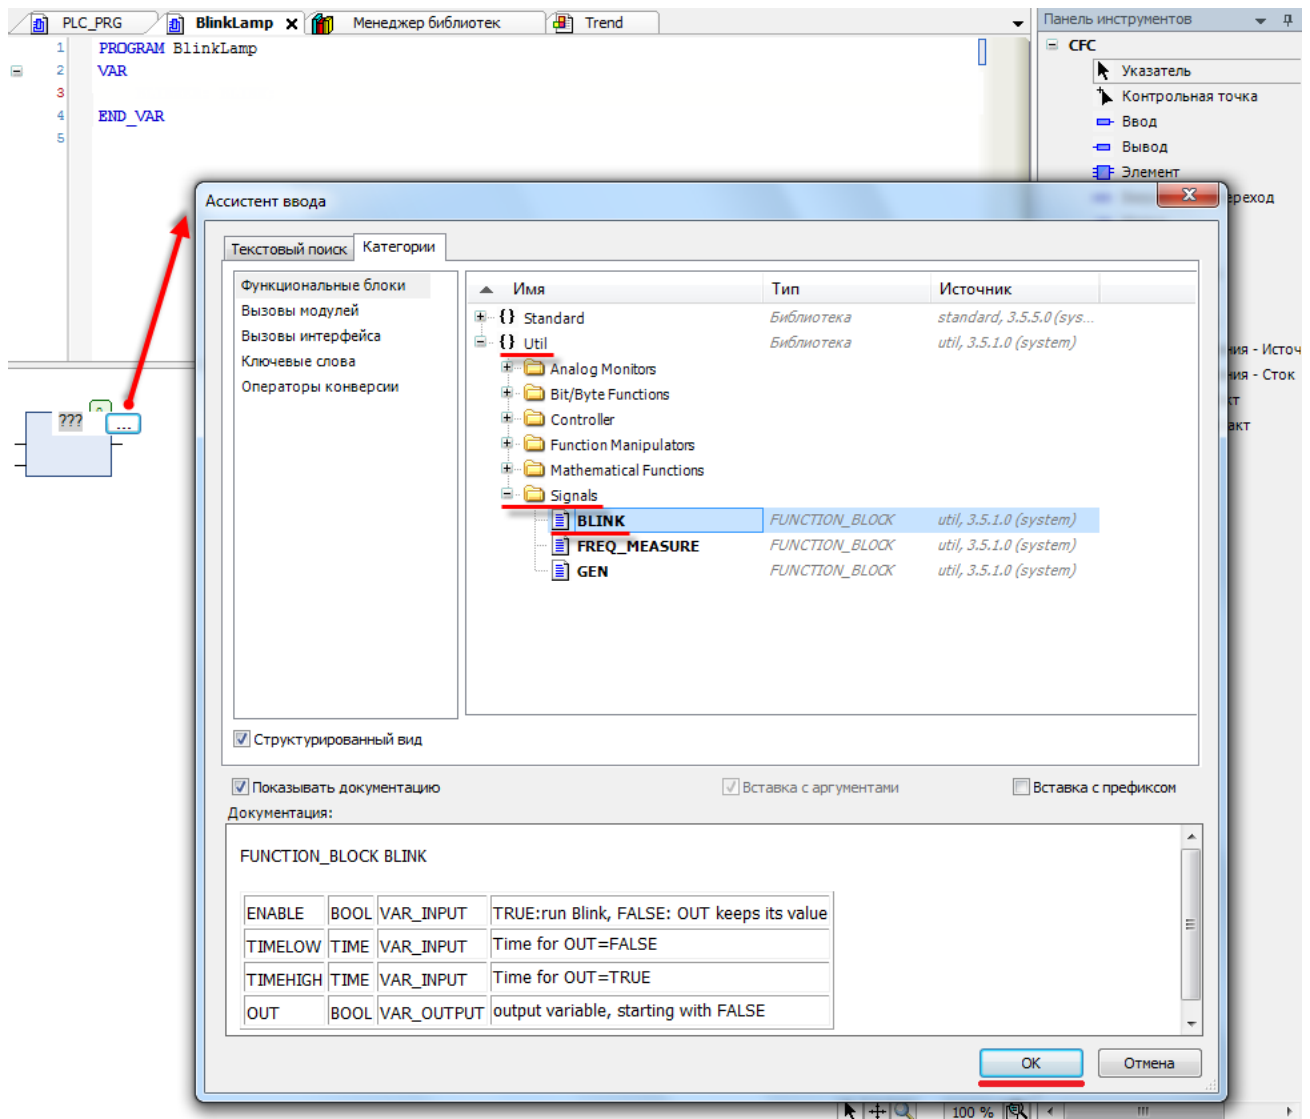 PLC_PRG BlinkLamp Менеджер библиотек Trend
1 PROGRAM BlinkLamp
2 VAR
3
4 END_VAR
5
Панель инструментов
CFC
Указатель
Контрольная точка
Ввод
Вывод
Элемент
ереход
ния - Источ
ния - Сток
кт
акт
???
...
Ассистент ввода
Текстовый поиск Категории
Функциональные блоки
Вызовы модулей
Вызовы интерфейса
Ключевые слова
Операторы конверсии
Имя Тип Источник
{} Standard Библиотека standard, 3.5.5.0 (sys...
{} Util Библиотека util, 3.5.1.0 (system)
Analog Monitors
Bit/Byte Functions
Controller
Function Manipulators
Mathematical Functions
Signals
BLINK FUNCTION_BLOCK util, 3.5.1.0 (system)
FREQ_MEASURE FUNCTION_BLOCK util, 3.5.1.0 (system)
GEN FUNCTION_BLOCK util, 3.5.1.0 (system)
Структурированный вид
Показывать документацию Вставка с аргументами Вставка с префиксом
Документация:
FUNCTION_BLOCK BLINK
ENABLE BOOL VAR_INPUT TRUE:run Blink, FALSE: OUT keeps its value
TIMELOW TIME VAR_INPUT Time for OUT=FALSE
TIMEHIGH TIME VAR_INPUT Time for OUT=TRUE
OUT BOOL VAR_OUTPUT output variable, starting with FALSE
OK Отмена
100 %